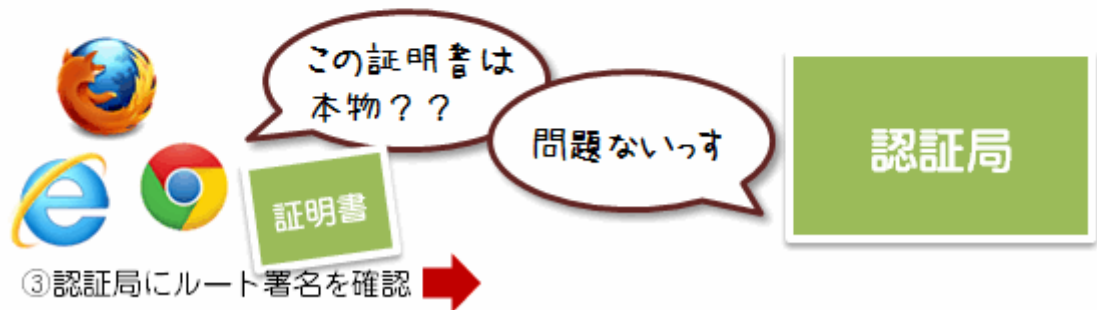 この証明書は
本物？？
問題ないっす
認証局
証明書
③認証局にルート署名を確認